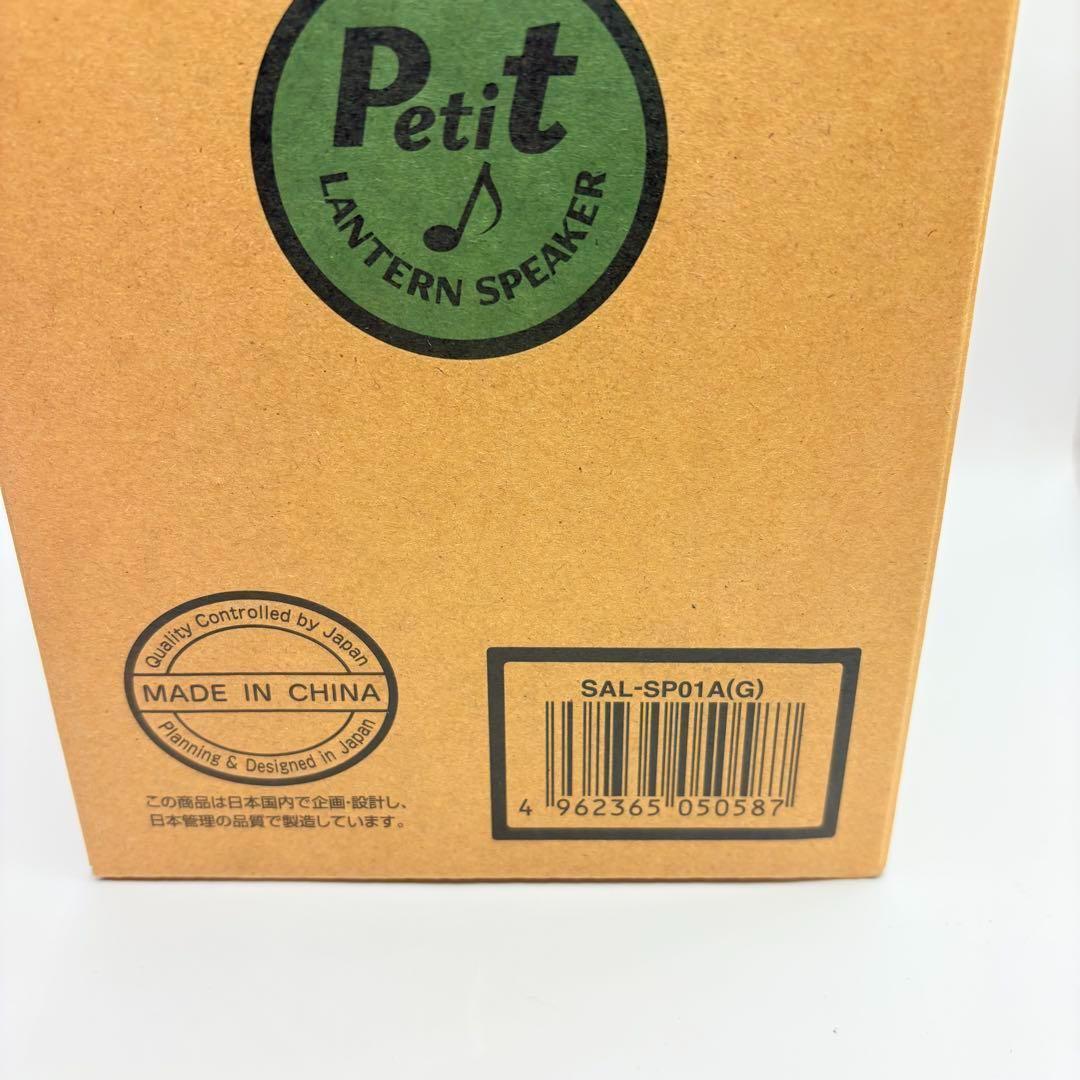 Petit
LANTERN SPEAKER
Quality Controlled by Japan
MADE IN CHINA
Planning & Designed in Japan
この商品は日本国内で企画・設計し、
日本管理の品質で製造しています。
SAL-SP01A(G)
4 962365 050587